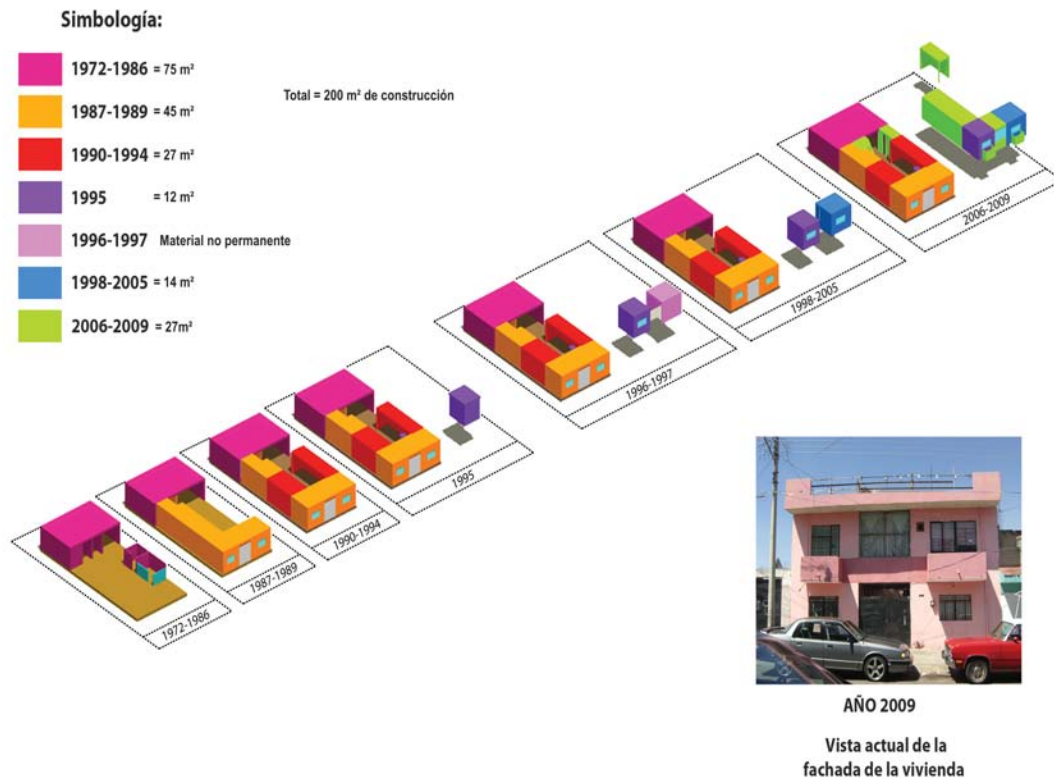 Simbología:
1972-1986 = 75 m²
Total = 200 m² de construcción
1987-1989 = 45 m²
1990-1994 = 27 m²
1995 = 12 m²
1996-1997 Material no permanente
1998-2005 = 14 m²
2006-2009 = 27m²
2006-2009
1998-2005
1996-1997
1995
1990-1994
1987-1989
1972-1986
AÑO 2009
Vista actual de la
fachada de la vivienda